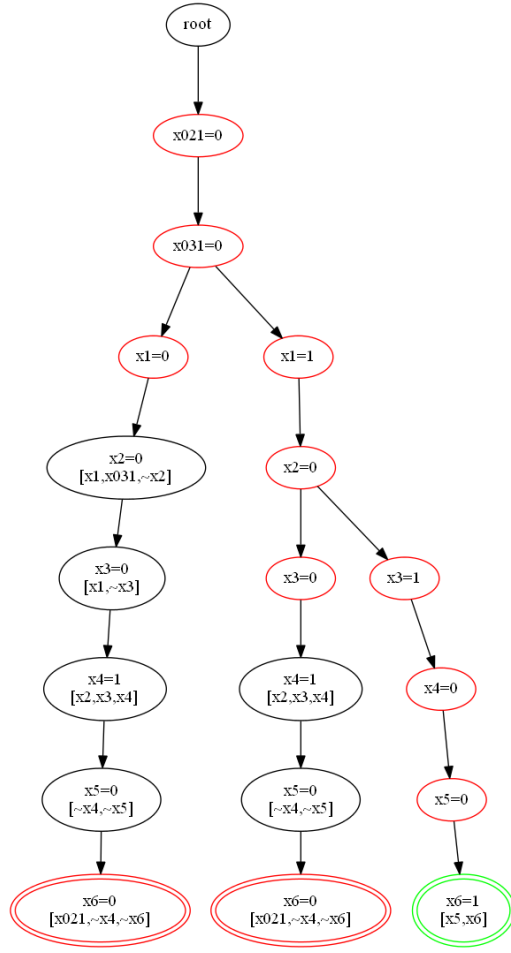 root
x021=0
x031=0
x1=0
x1=1
x2=0
[x1,x031,~x2]
x2=0
x3=0
[x1,~x3]
x3=0
x3=1
x4=1
[x2,x3,x4]
x4=1
[x2,x3,x4]
x4=0
x5=0
[~x4,~x5]
x5=0
[~x4,~x5]
x5=0
x6=0
[x021,~x4,~x6]
x6=0
[x021,~x4,~x6]
x6=1
[x5,x6]